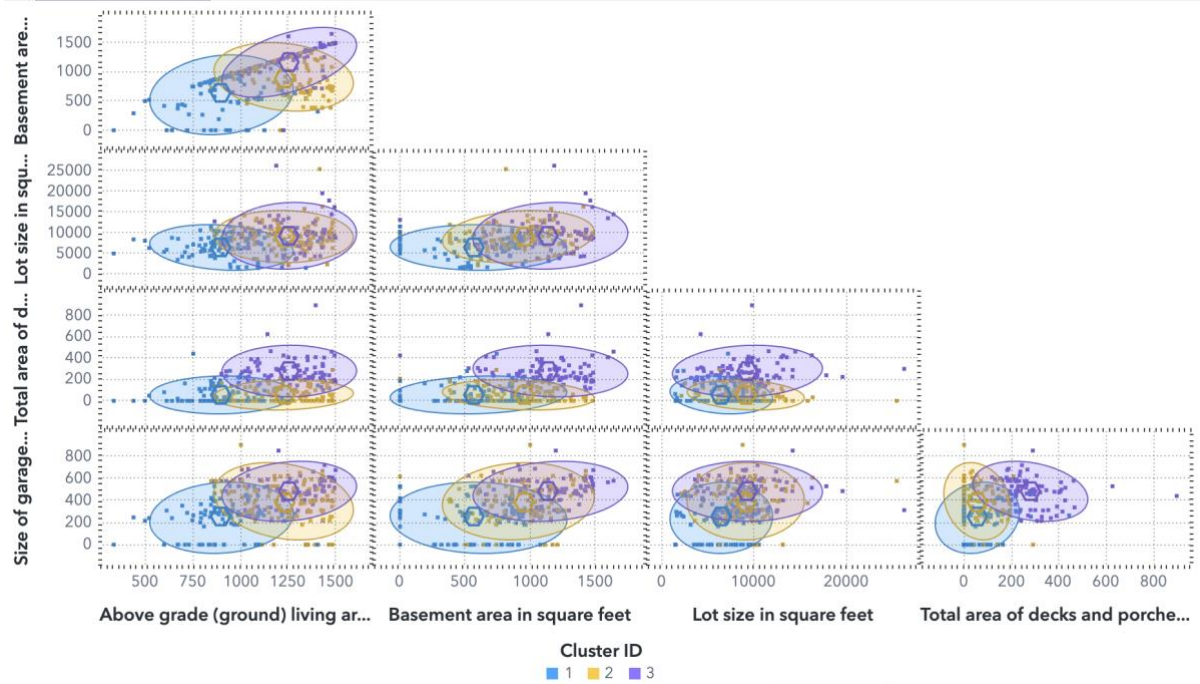 Basement are...
1500
1000
500
0
Lot size in squ...
25000
20000
15000
10000
5000
0
Total area of d...
800
600
400
200
0
Size of garage...
800
600
400
200
0
500 750 1000 1250 1500 0 500 1000 1500 0 10000 20000 0 200 400 600 800
Above grade (ground) living ar... Basement area in square feet Lot size in square feet Total area of decks and porche...
Cluster ID
1 2 3